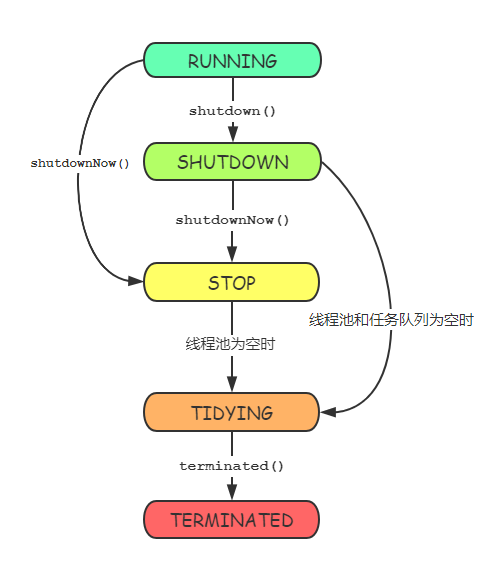 RUNNING
shutdown()
shutdownNow()
SHUTDOWN
shutdownNow()
STOP
线程池和任务队列为空时
线程池为空时
TIDYING
terminated()
TERMINATED